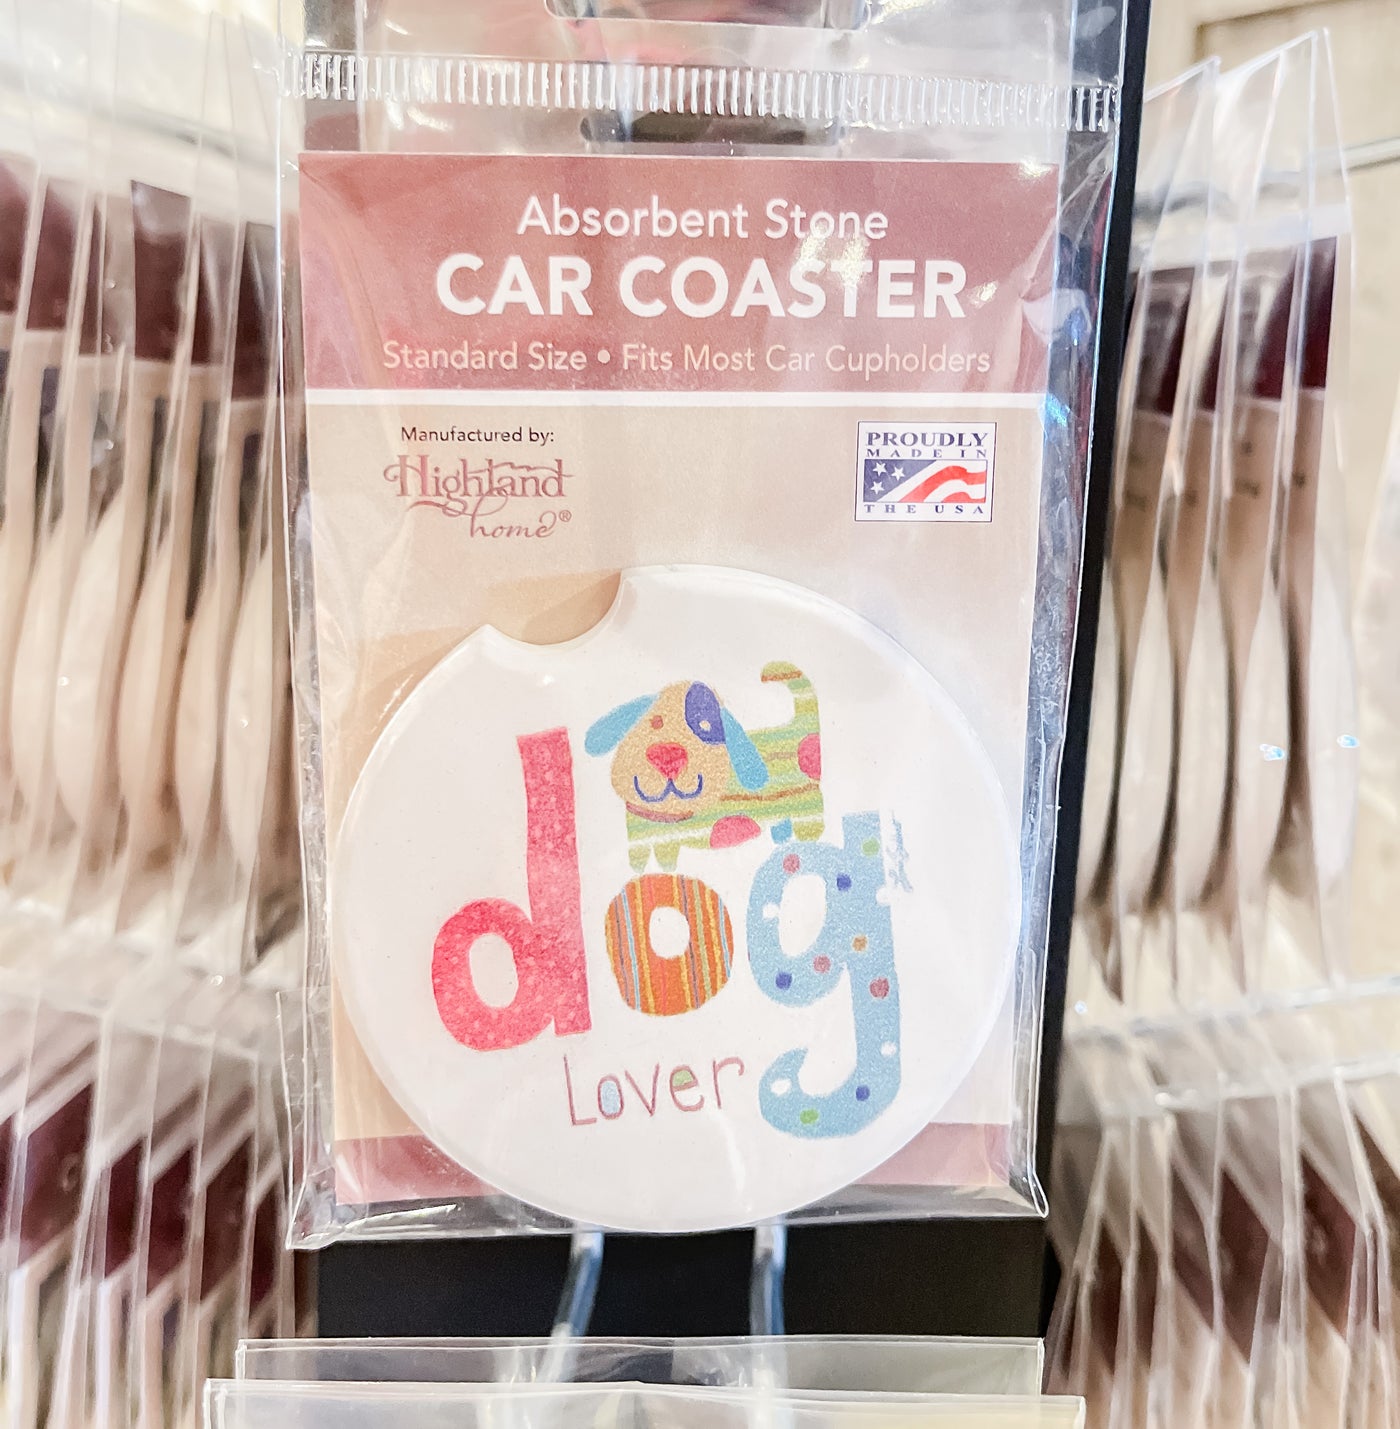 Absorbent Stone
CAR COASTER
Standard Size • Fits Most Car Cupholders
Manufactured by:
Highland
home®
PROUDLY
MADE IN
THE USA
dog
Lover